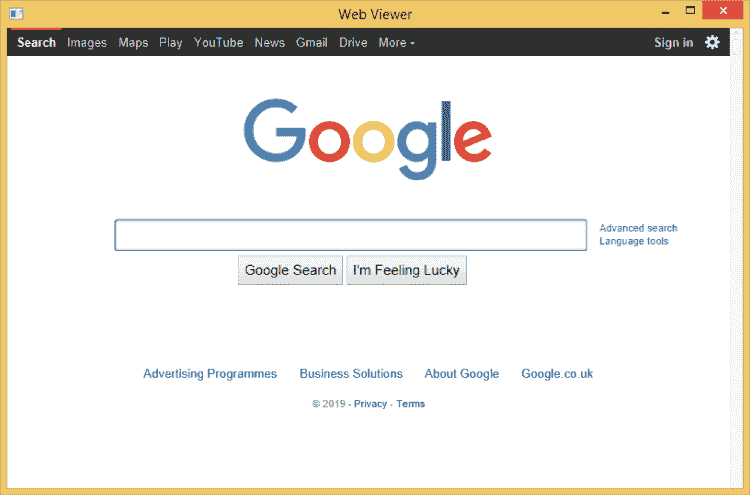 Web Viewer
Search Images Maps Play YouTube News Gmail Drive More Sign in
Google
Advanced search
Language tools
Google Search I'm Feeling Lucky
Advertising Programmes Business Solutions About Google Google.co.uk
© 2019 - Privacy - Terms